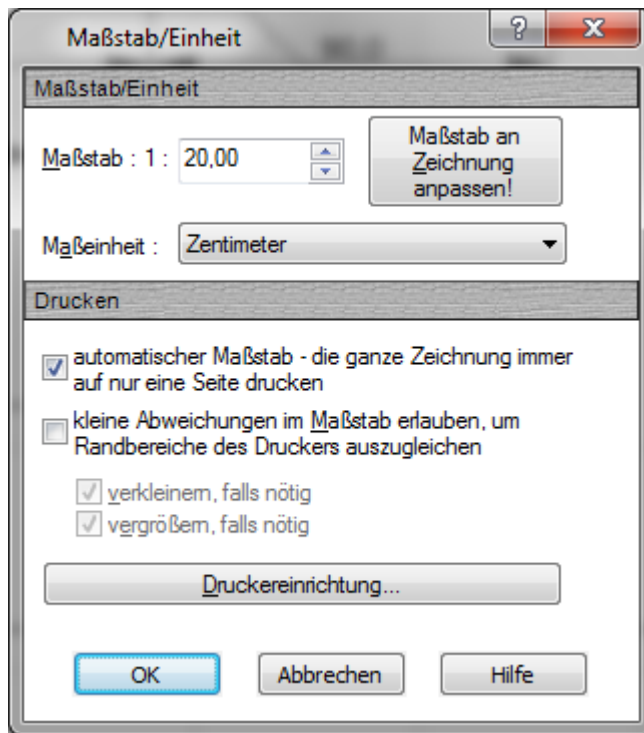 Maßstab/Einheit
Maßstab/Einheit
Maßstab : 1 : 20,00
Maßstab an
Zeichnung
anpassen!
Maßeinheit : Zentimeter
Drucken
automatischer Maßstab - die ganze Zeichnung immer
auf nur eine Seite drucken
kleine Abweichungen im Maßstab erlauben, um
Randbereiche des Druckers auszugleichen
verkleinern, falls nötig
vergrößern, falls nötig
Druckereinrichtung...
OK Abbrechen Hilfe